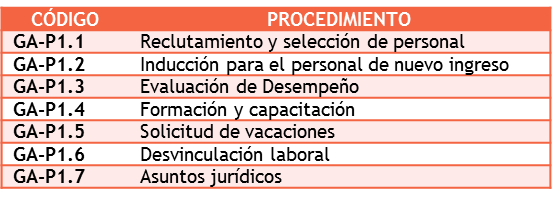 CÓDIGO PROCEDIMIENTO
GA-P1.1 Reclutamiento y selección de personal
GA-P1.2 Inducción para el personal de nuevo ingreso
GA-P1.3 Evaluación de Desempeño
GA-P1.4 Formación y capacitación
GA-P1.5 Solicitud de vacaciones
GA-P1.6 Desvinculación laboral
GA-P1.7 Asuntos jurídicos